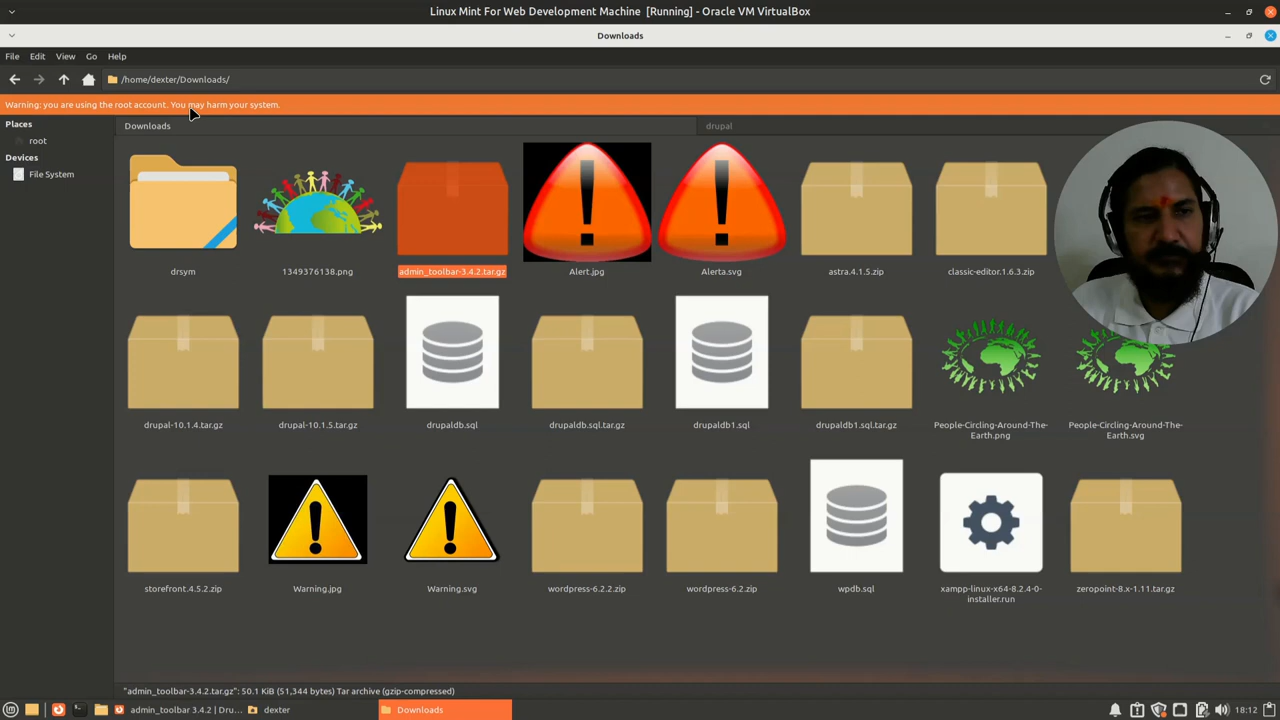 Linux Mint For Web Development Machine [Running] - Oracle VM VirtualBox
Downloads
File Edit View Go Help
/home/dexter/Downloads/
Warning: you are using the root account. You may harm your system.
Places
root
Devices
File System
Downloads
drupal
drsym
1349376138.png
admin_toolbar-3.4.2.tar.gz
Alert.jpg
Alerta.svg
astra.4.1.5.zip
classic-editor.1.6.3.zip
drupal-10.1.4.tar.gz
drupal-10.1.5.tar.gz
drupaldb.sql
drupaldb.sql.tar.gz
drupaldb1.sql
drupaldb1.sql.tar.gz
People-Circling-Around-The-
Earth.png
People-Circling-Around-The-
Earth.svg
storefront.4.5.2.zip
Warning.jpg
Warning.svg
wordpress-6.2.2.zip
wordpress-6.2.zip
wpdb.sql
xampp-linux-x64-8.2.4-0-
installer.run
zeropoint-8.x-1.11.tar.gz
"admin_toolbar-3.4.2.tar.gz": 50.1 KiB (51,344 bytes) Tar archive (gzip-compressed)
admin_toolbar 3.4.2 | Dru...
dexter
Downloads
18:12